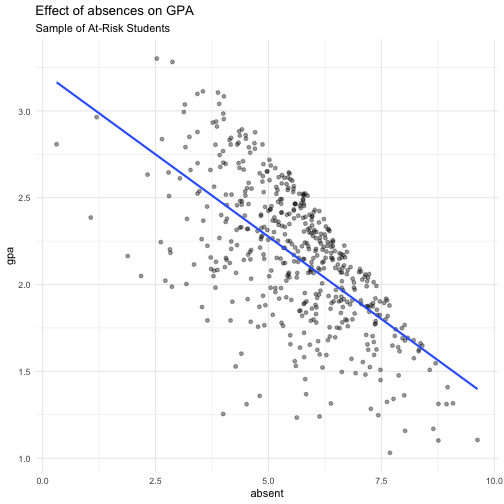 Effect of absences on GPA
Sample of At-Risk Students
gpa
3.0
2.5
2.0
1.5
1.0
0.0
2.5
5.0
7.5
10.0
absent